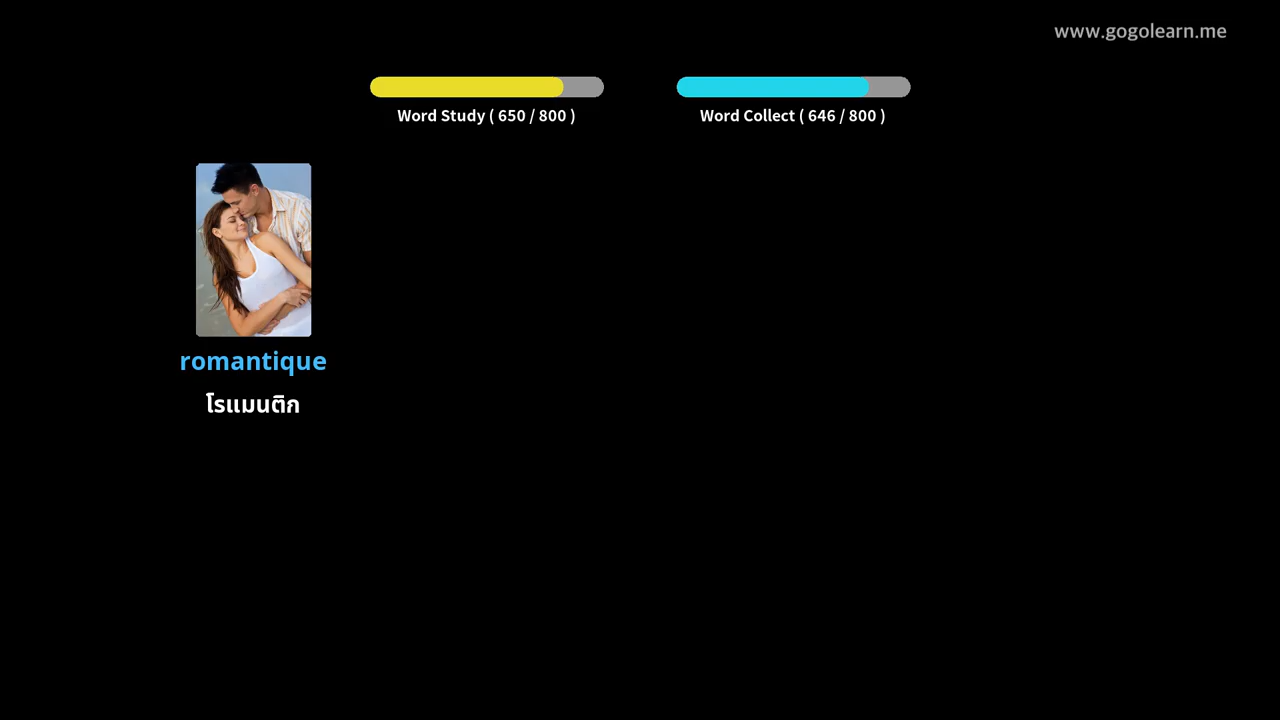 www.gogolearn.me
Word Study ( 650 / 800 )
Word Collect ( 646 / 800 )
romantique
โรแมนติก